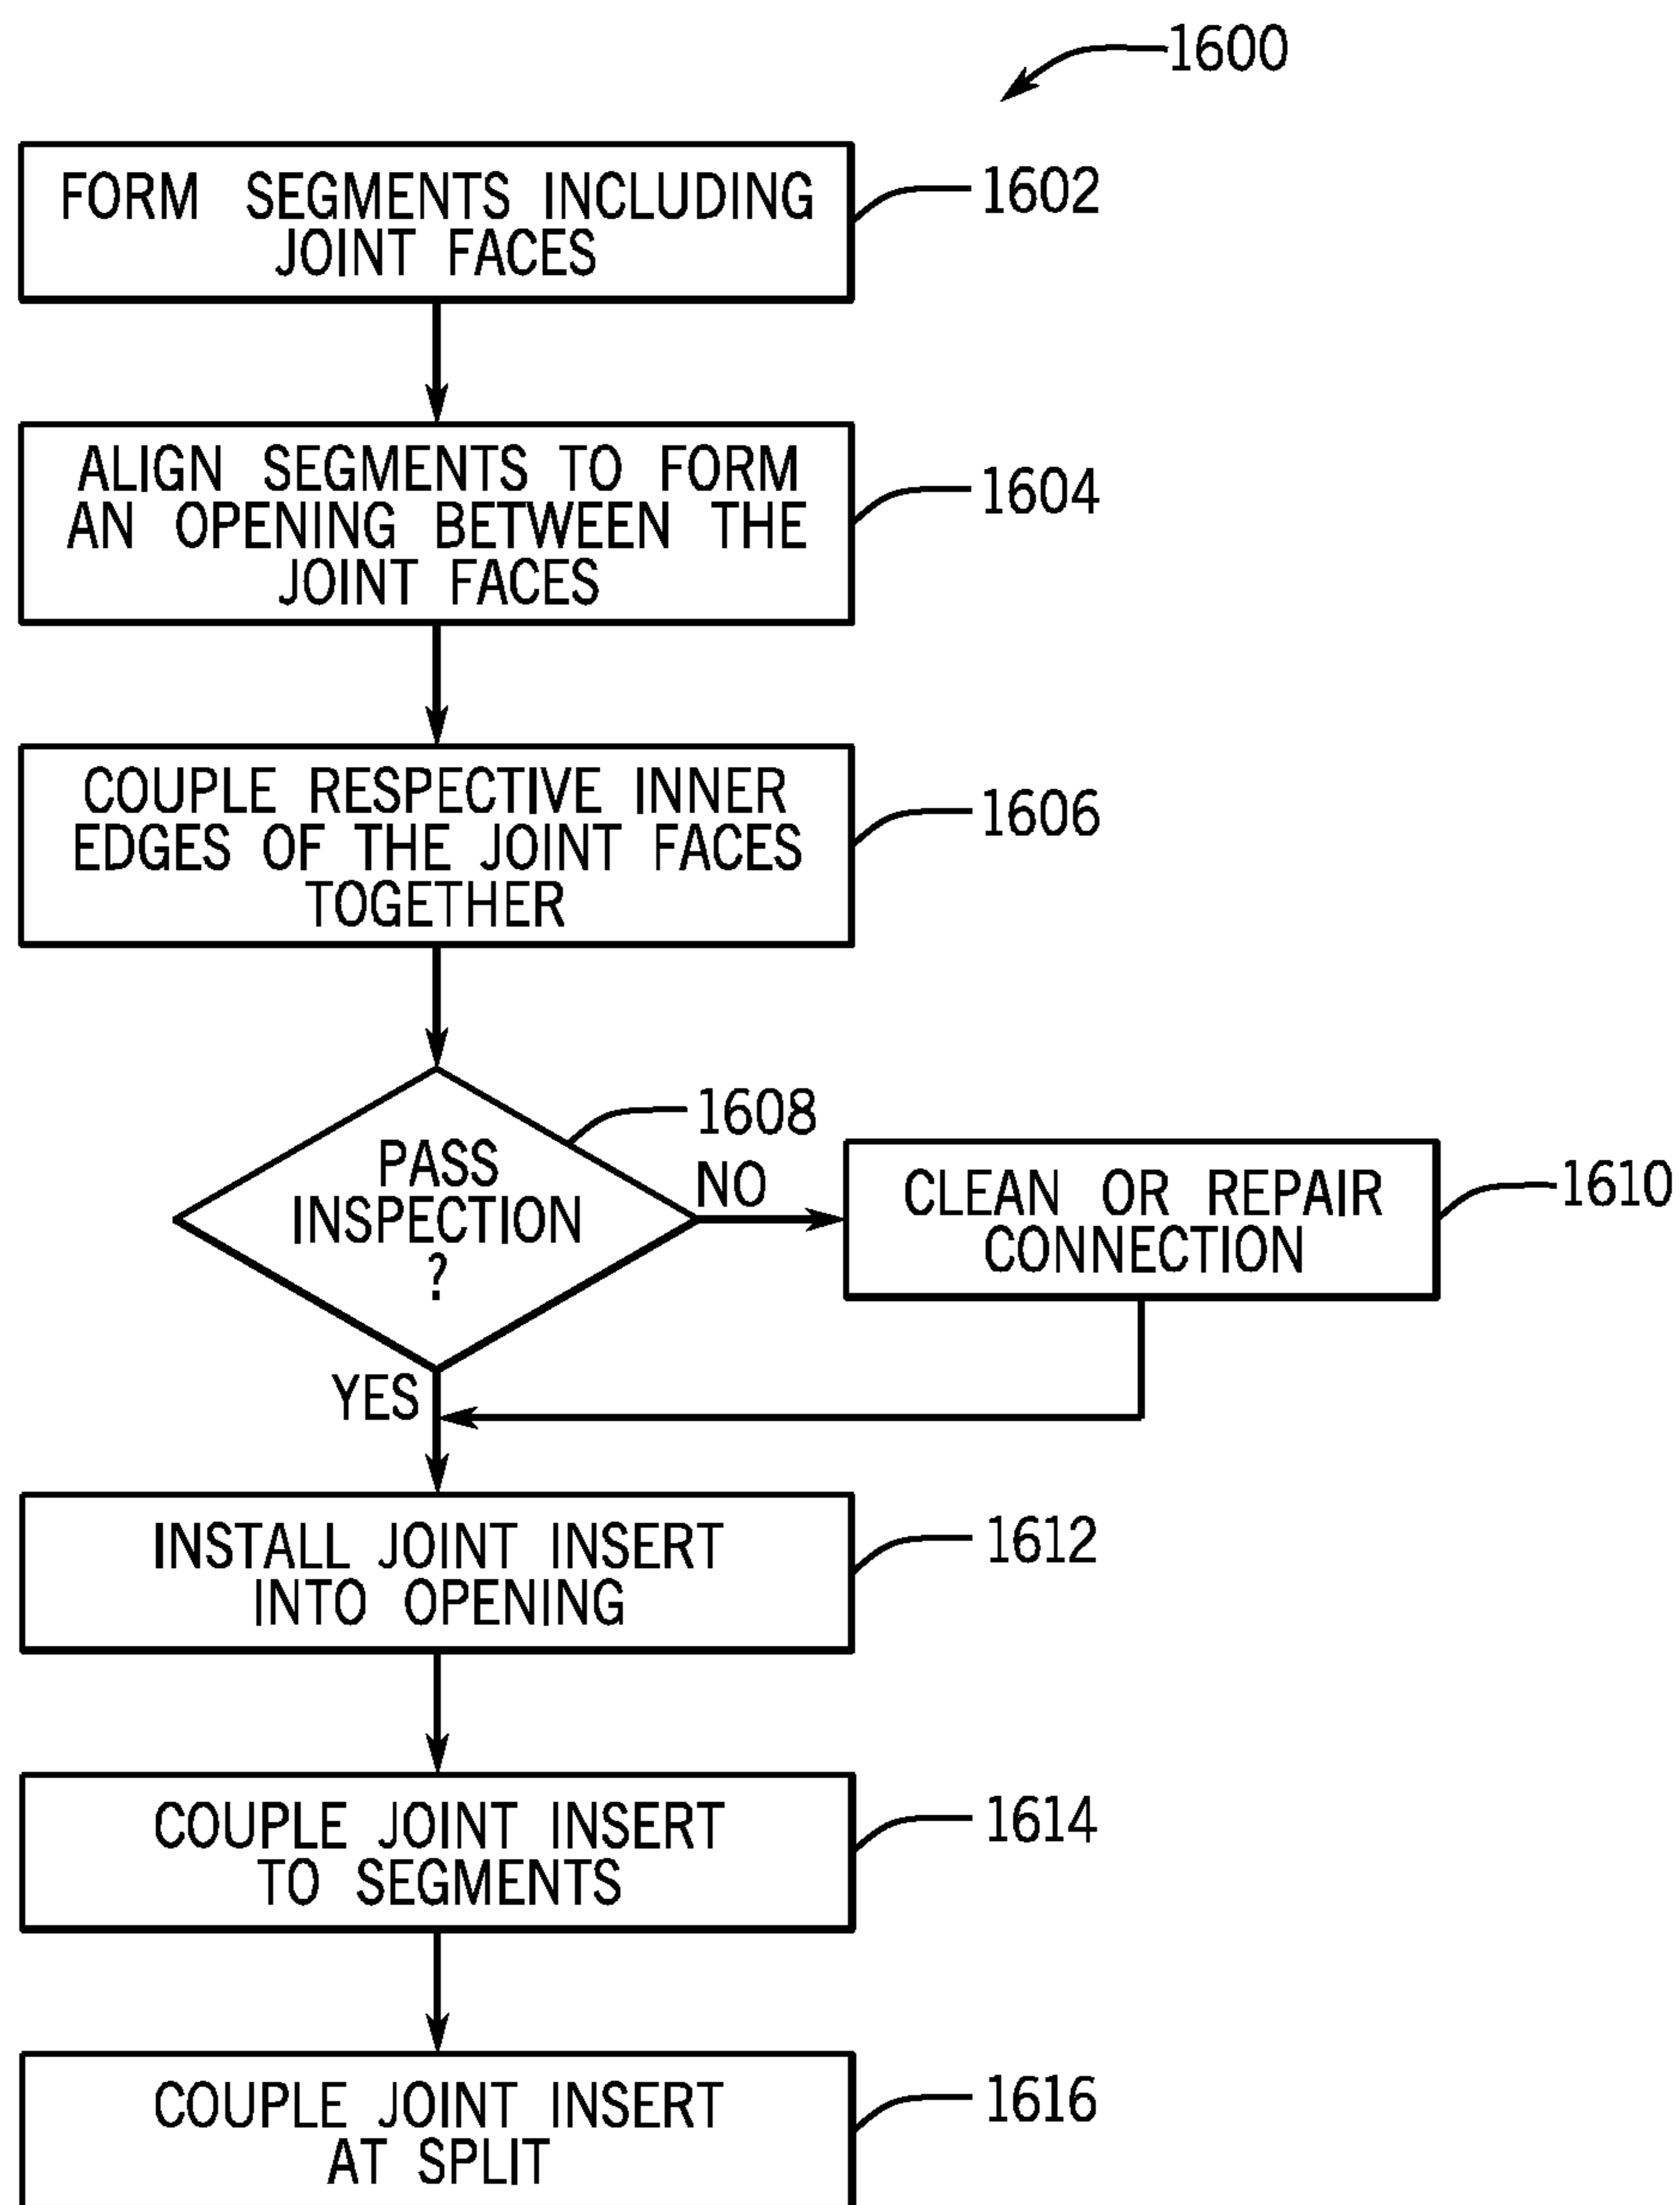 1600
FORM SEGMENTS INCLUDING
JOINT FACES
1602
ALIGN SEGMENTS TO FORM
AN OPENING BETWEEN THE
JOINT FACES
1604
COUPLE RESPECTIVE INNER
EDGES OF THE JOINT FACES
TOGETHER
1606
PASS
INSPECTION
?
1608
NO
CLEAN OR REPAIR
CONNECTION
1610
YES
INSTALL JOINT INSERT
INTO OPENING
1612
COUPLE JOINT INSERT
TO SEGMENTS
1614
COUPLE JOINT INSERT
AT SPLIT
1616